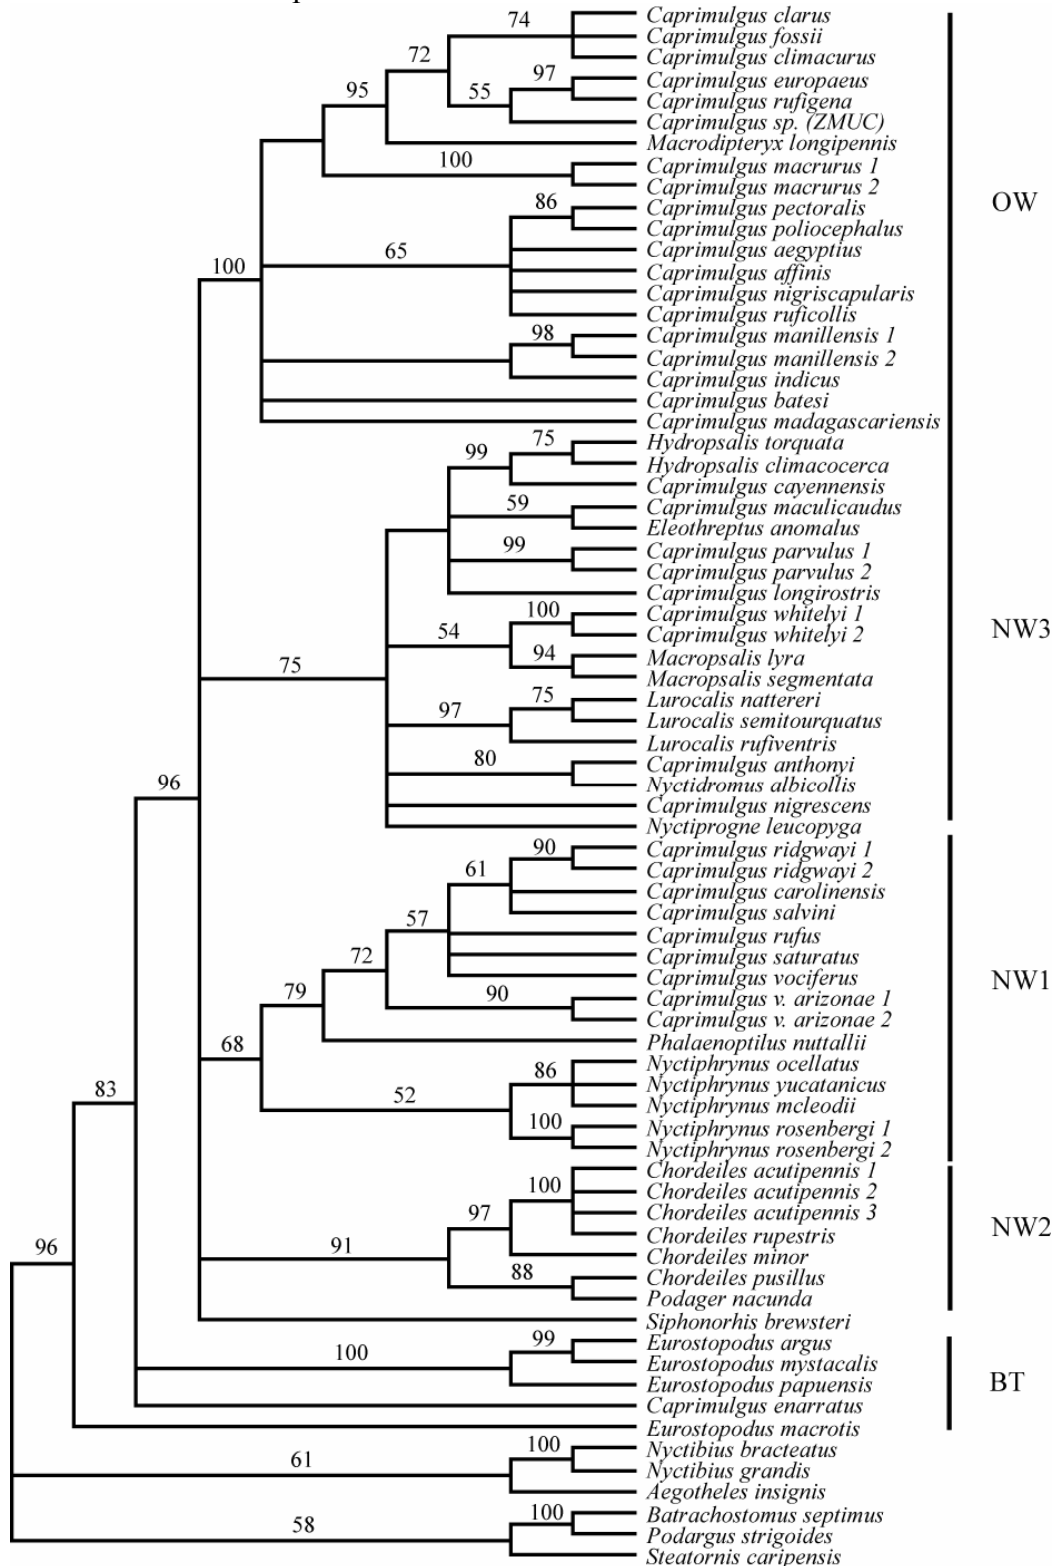 74
Caprimulgus clarus
Caprimulgus fossii
72
Caprimulgus climacurus
97
Caprimulgus europaeus
95
55
Caprimulgus rufigena
Caprimulgus sp. (ZMUC)
Macrodipteryx longipennis
100
Caprimulgus macrurus 1
Caprimulgus macrurus 2
OW
86
Caprimulgus pectoralis
Caprimulgus poliocephalus
65
Caprimulgus aegyptius
100
Caprimulgus affinis
Caprimulgus nigriscapularis
Caprimulgus ruficollis
98
Caprimulgus manillensis 1
Caprimulgus manillensis 2
Caprimulgus indicus
Caprimulgus batesi
Caprimulgus madagascariensis
75
Hydropsalis torquata
99
Hydropsalis climacocerca
Caprimulgus cayennensis
59
Caprimulgus maculicaudus
Eleothreptus anomalus
99
Caprimulgus parvulus 1
Caprimulgus parvulus 2
Caprimulgus longirostris
100
Caprimulgus whitelyi 1
54
Caprimulgus whitelyi 2
NW3
94
Macropsalis lyra
75
Macropsalis segmentata
75
Lurocalis nattereri
97
Lurocalis semitourquatus
Lurocalis rufiventris
80
Caprimulgus anthonyi
96
Nyctidromus albicollis
Caprimulgus nigrescens
Nyctiprogne leucopyga
90
Caprimulgus ridgwayi 1
61
Caprimulgus ridgwayi 2
Caprimulgus carolinensis
57
Caprimulgus salvini
Caprimulgus rufus
72
Caprimulgus saturatus
Caprimulgus vociferus
NW1
79
90
Caprimulgus v. arizonae 1
Caprimulgus v. arizonae 2
68
Phalaenoptilus nuttallii
86
Nyctiphrynus ocellatus
83
52
Nyctiphrynus yucatanicus
Nyctiphrynus mcleodii
100
Nyctiphrynus rosenbergi 1
Nyctiphrynus rosenbergi 2
Chordeiles acutipennis 1
100
Chordeiles acutipennis 2
97
Chordeiles acutipennis 3
NW2
96
91
Chordeiles rupestris
Chordeiles minor
88
Chordeiles pusillus
Podager nacunda
Siphonorhis brewsteri
99
Eurostopodus argus
100
Eurostopodus mystacalis
Eurostopodus papuensis
BT
Caprimulgus enarratus
Eurostopodus macrotis
100
Nyctibius bracteatus
61
Nyctibius grandis
Aegotheles insignis
100
Batrachostomus septimus
58
Podargus strigoides
Steatornis caripensis